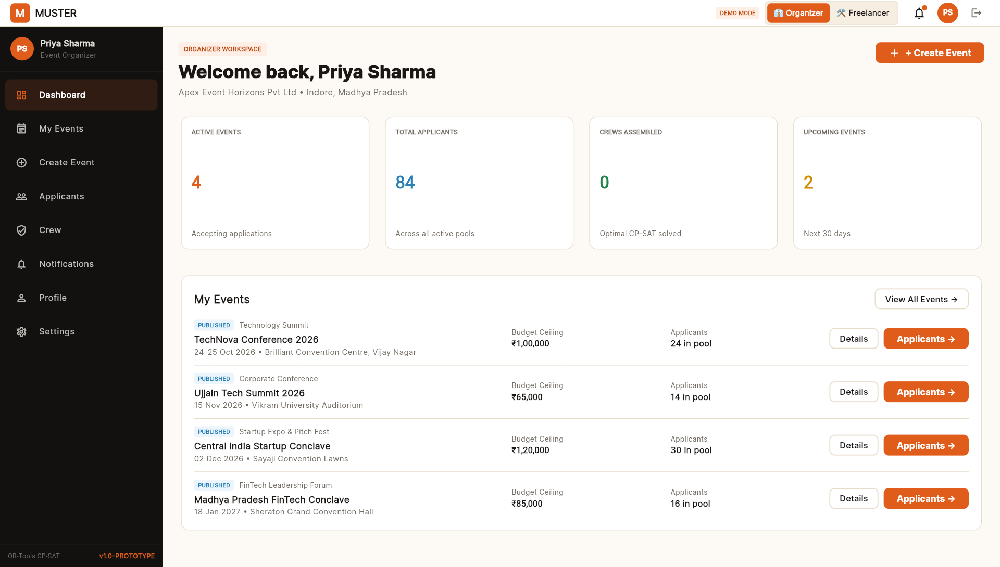 M MUSTER
DEMO MODE
👔 Organizer
🛠️ Freelancer
PS
PS
Priya Sharma
Event Organizer
Dashboard
My Events
Create Event
Applicants
Crew
Notifications
Profile
Settings
OR-Tools CP-SAT
v1.0-PROTOTYPE
ORGANIZER WORKSPACE
Welcome back, Priya Sharma
Apex Event Horizons Pvt Ltd • Indore, Madhya Pradesh
+ + Create Event
ACTIVE EVENTS
4
Accepting applications
TOTAL APPLICANTS
84
Across all active pools
CREWS ASSEMBLED
0
Optimal CP-SAT solved
UPCOMING EVENTS
2
Next 30 days
My Events
View All Events →
PUBLISHED Technology Summit
TechNova Conference 2026
24-25 Oct 2026 • Brilliant Convention Centre, Vijay Nagar
Budget Ceiling
₹1,00,000
Applicants
24 in pool
Details
Applicants →
PUBLISHED Corporate Conference
Ujjain Tech Summit 2026
15 Nov 2026 • Vikram University Auditorium
Budget Ceiling
₹65,000
Applicants
14 in pool
Details
Applicants →
PUBLISHED Startup Expo & Pitch Fest
Central India Startup Conclave
02 Dec 2026 • Sayaji Convention Lawns
Budget Ceiling
₹1,20,000
Applicants
30 in pool
Details
Applicants →
PUBLISHED FinTech Leadership Forum
Madhya Pradesh FinTech Conclave
18 Jan 2027 • Sheraton Grand Convention Hall
Budget Ceiling
₹85,000
Applicants
16 in pool
Details
Applicants →